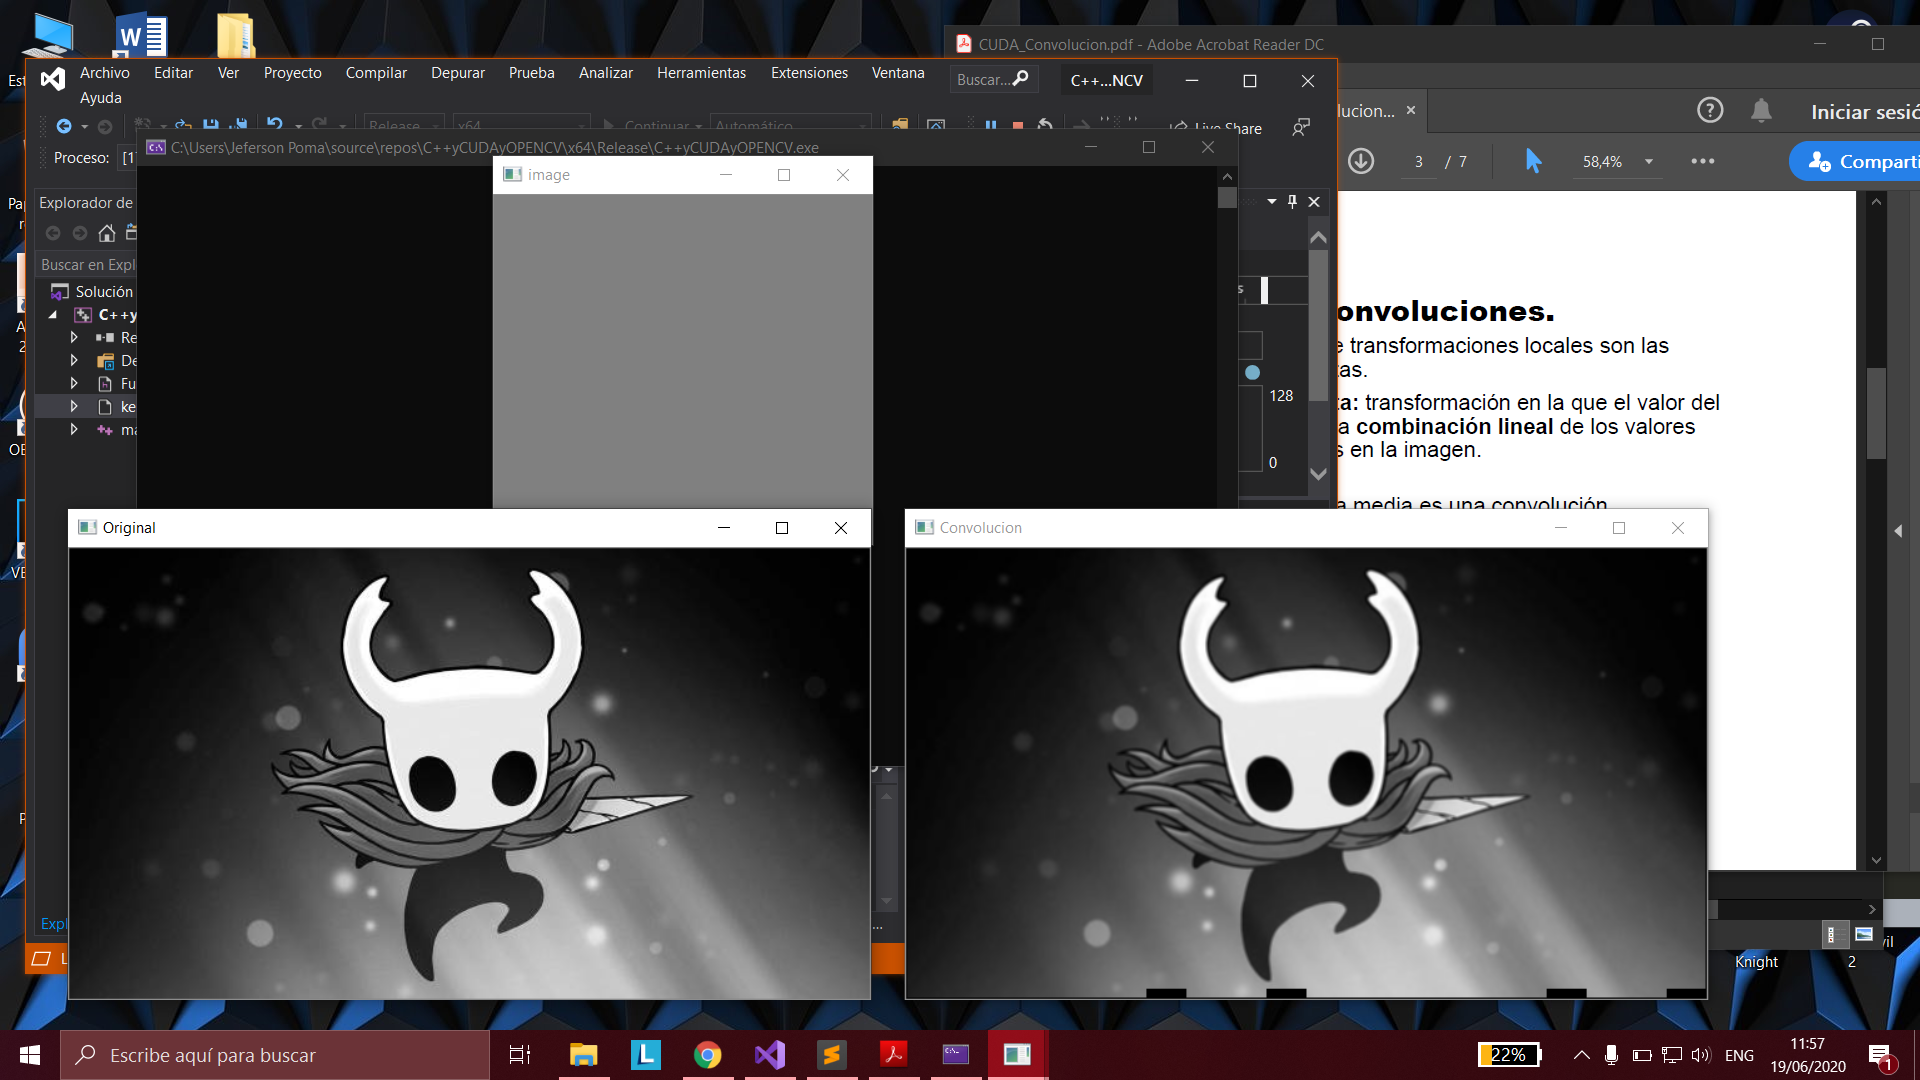 CUDA_Convolucion.pdf - Adobe Acrobat Reader DC
Archivo Editar Ver Proyecto Compilar Depurar Prueba Analizar Herramientas Extensiones Ventana
Ayuda
Buscar...
C++...NCV
Release x64 Continuar Automático
Live Share
Proceso: [1
C:\Users\Jeferson Poma\source\repos\C++yCUDAyOPENCV\x64\Release\C++yCUDAyOPENCV.exe
lucion...
Iniciar sesió
3 / 7
58,4%
Comparti
image
Explorador de
Buscar en Expl
Solución
C++y
Re
De
Fu
ke
ma
s
128
0
onvoluciones.
e transformaciones locales son las
tas.
ta: transformación en la que el valor del
a combinación lineal de los valores
s en la imagen.
a media es una convolución
Original
Convolucion
Expl
L
Knight
2
Escribe aquí para buscar
22%
ENG
11:57
19/06/2020
1